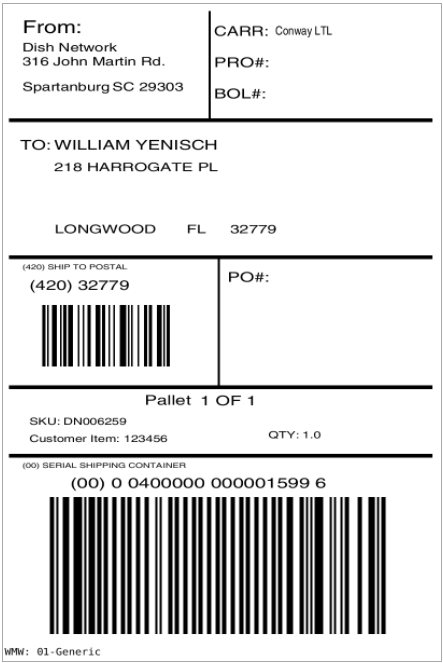 From:
Dish Network
316 John Martin Rd.
Spartanburg SC 29303
CARR: Conway LTL
PRO#:
BOL#:
TO: WILLIAM YENISCH
218 HARROGATE PL
LONGWOOD FL 32779
(420) SHIP TO POSTAL
(420) 32779
PO#:
Pallet 1 OF 1
SKU: DN006259
Customer Item: 123456
QTY: 1.0
(00) SERIAL SHIPPING CONTAINER
(00) 0 0400000 000001599 6
WMW: 01-Generic